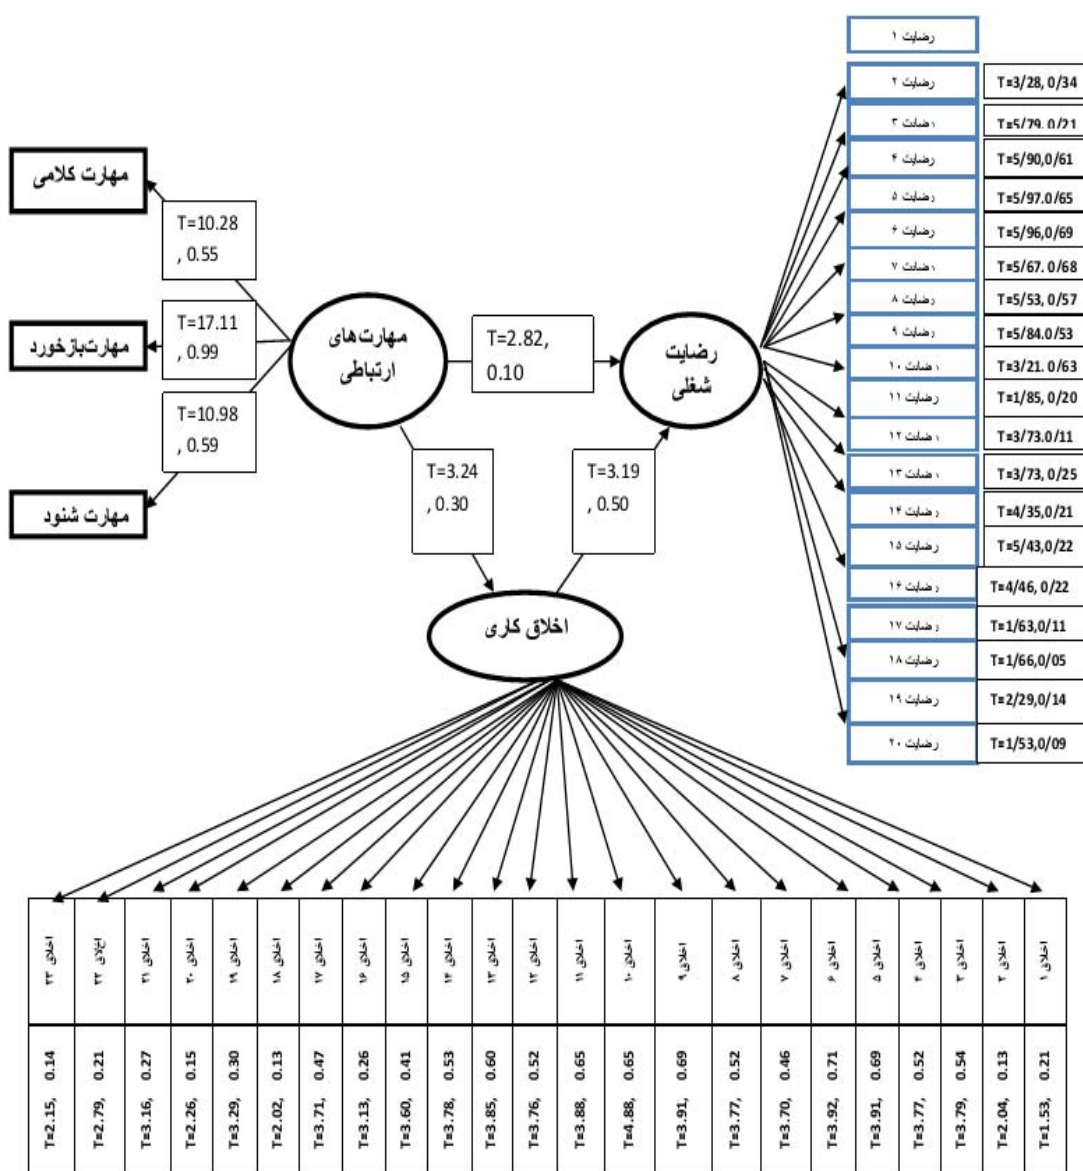 رضایت ۱
رضایت ۲
T=3/28, 0/34
رضایت ۳
T=5/79. 0/21
رضایت ۴
T=5/90,0/61
رضایت ۵
T=5/97.0/65
رضایت ۶
T=5/96,0/69
رضایت ۷
T=5/67. 0/68
رضایت ۸
T=5/53, 0/57
رضایت ۹
T=5/84.0/53
رضایت ۱۰
T=3/21. 0/63
رضایت ۱۱
T=1/85, 0/20
رضایت ۱۲
T=3/73.0/11
رضایت ۱۳
T=3/73, 0/25
رضایت ۱۴
T=4/35,0/21
رضایت ۱۵
T=5/43,0/22
رضایت ۱۶
T=4/46, 0/22
رضایت ۱۷
T=1/63,0/11
رضایت ۱۸
T=1/66,0/05
رضایت ۱۹
T=2/29,0/14
رضایت ۲۰
T=1/53,0/09
رضایت
شغلی
T=2.82,
0.10
مهارت‌های
ارتباطی
T=10.28
, 0.55
T=17.11
, 0.99
T=10.98
, 0.59
مهارت کلامی
مهارت‌بازخورد
مهارت شنود
T=3.24
, 0.30
T=3.19
, 0.50
اخلاق کاری
اخلاق ۱
T=1.53, 0.21
اخلاق ۲
T=2.04, 0.13
اخلاق ۳
T=3.79, 0.54
اخلاق ۴
T=3.77, 0.52
اخلاق ۵
T=3.91, 0.69
اخلاق ۶
T=3.92, 0.71
اخلاق ۷
T=3.70, 0.46
اخلاق ۸
T=3.77, 0.52
اخلاق ۹
T=3.91, 0.69
اخلاق ۱۰
T=4.88, 0.65
اخلاق ۱۱
T=3.88, 0.65
اخلاق ۱۲
T=3.76, 0.52
اخلاق ۱۳
T=3.85, 0.60
اخلاق ۱۴
T=3.78, 0.53
اخلاق ۱۵
T=3.60, 0.41
اخلاق ۱۶
T=3.13, 0.26
اخلاق ۱۷
T=3.71, 0.47
اخلاق ۱۸
T=2.02, 0.13
اخلاق ۱۹
T=3.29, 0.30
اخلاق ۲۰
T=2.26, 0.15
اخلاق ۲۱
T=3.16, 0.27
اخلاق ۲۲
T=2.79, 0.21
اخلاق ۲۳
T=2.15, 0.14